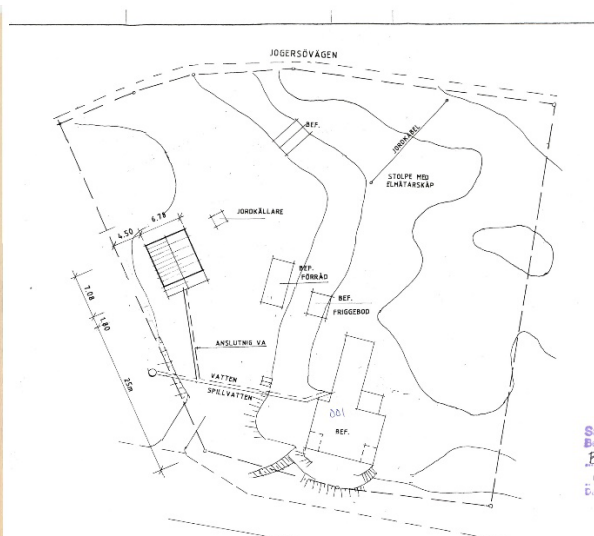 JOGERSÖVÄGEN
BEF.
JORDKABEL
STOLPE MED
ELMÄTARSKÅP
JORDKÄLLARE
4.50
6.78
BEF.
FÖRRÅD
BEF.
FRIGGEBOD
7.08
1.80
25m
ANSLUTNIG VA
VATTEN
SPILLVATTEN
001
BEF.